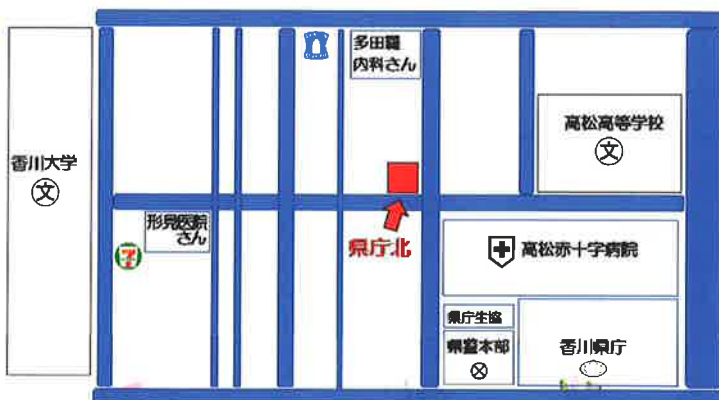 多田羅
内科さん
高松高等学校
文
香川大学
文
形見医院
さん
県庁北
高松赤十字病院
県庁生協
県警本部
香川県庁